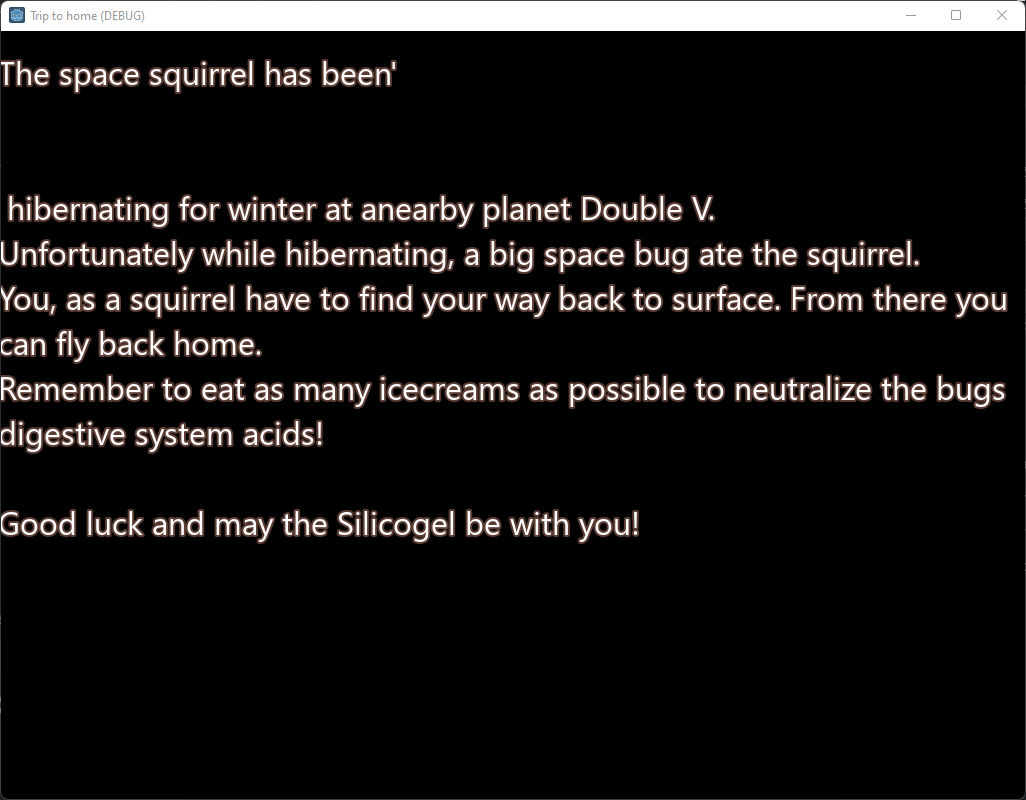 Trip to home (DEBUG)
The space squirrel has been'
hibernating for winter at anearby planet Double V.
Unfortunately while hibernating, a big space bug ate the squirrel.
You, as a squirrel have to find your way back to surface. From there you
can fly back home.
Remember to eat as many icecreams as possible to neutralize the bugs
digestive system acids!
Good luck and may the Silicogel be with you!